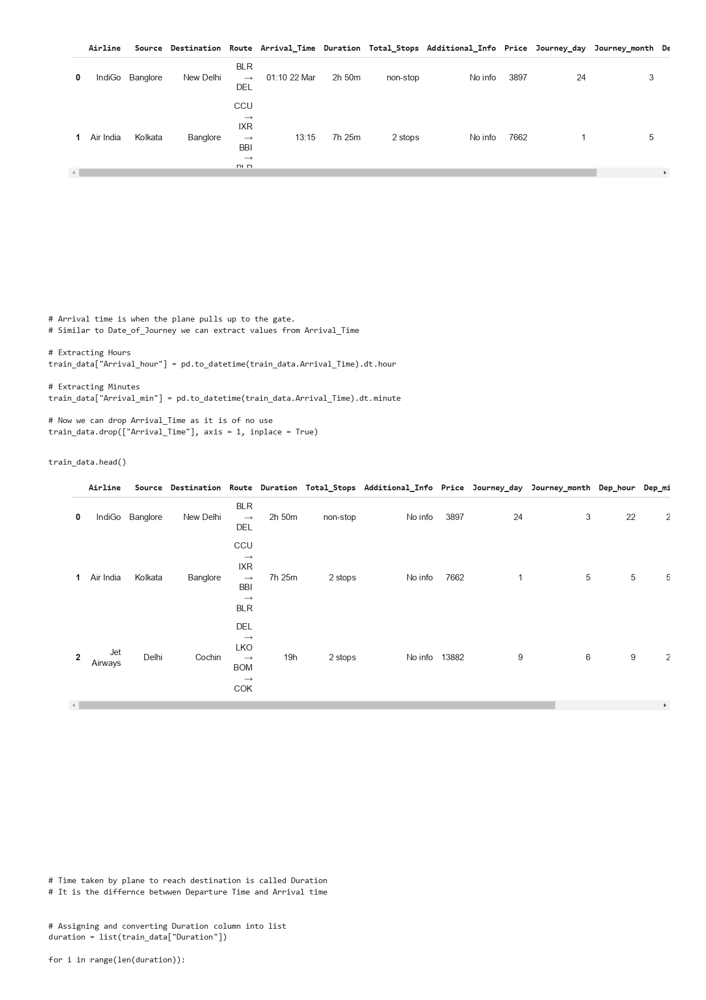 Airline Source Destination Route Arrival_Time Duration Total_Stops Additional_Info Price Journey_day Journey_month De
BLR
0 IndiGo Banglore New Delhi → 01:10 22 Mar 2h 50m non-stop No info 3897 24 3
DEL
CCU
→
IXR
1 Air India Kolkata Banglore → 13:15 7h 25m 2 stops No info 7662 1 5
BBI
→
BLR
# Arrival time is when the plane pulls up to the gate.
# Similar to Date_of_Journey we can extract values from Arrival_Time
# Extracting Hours
train_data["Arrival_hour"] = pd.to_datetime(train_data.Arrival_Time).dt.hour
# Extracting Minutes
train_data["Arrival_min"] = pd.to_datetime(train_data.Arrival_Time).dt.minute
# Now we can drop Arrival_Time as it is of no use
train_data.drop(["Arrival_Time"], axis = 1, inplace = True)
train_data.head()
Airline Source Destination Route Duration Total_Stops Additional_Info Price Journey_day Journey_month Dep_hour Dep_mi
BLR
0 IndiGo Banglore New Delhi → 2h 50m non-stop No info 3897 24 3 22 2
DEL
CCU
→
IXR
1 Air India Kolkata Banglore → 7h 25m 2 stops No info 7662 1 5 5 5
BBI
→
BLR
DEL
→
LKO
2 Jet Airways Delhi Cochin → 19h 2 stops No info 13882 9 6 9 2
BOM
→
COK
# Time taken by plane to reach destination is called Duration
# It is the differnce betwwen Departure Time and Arrival time
# Assigning and converting Duration column into list
duration = list(train_data["Duration"])
for i in range(len(duration)):